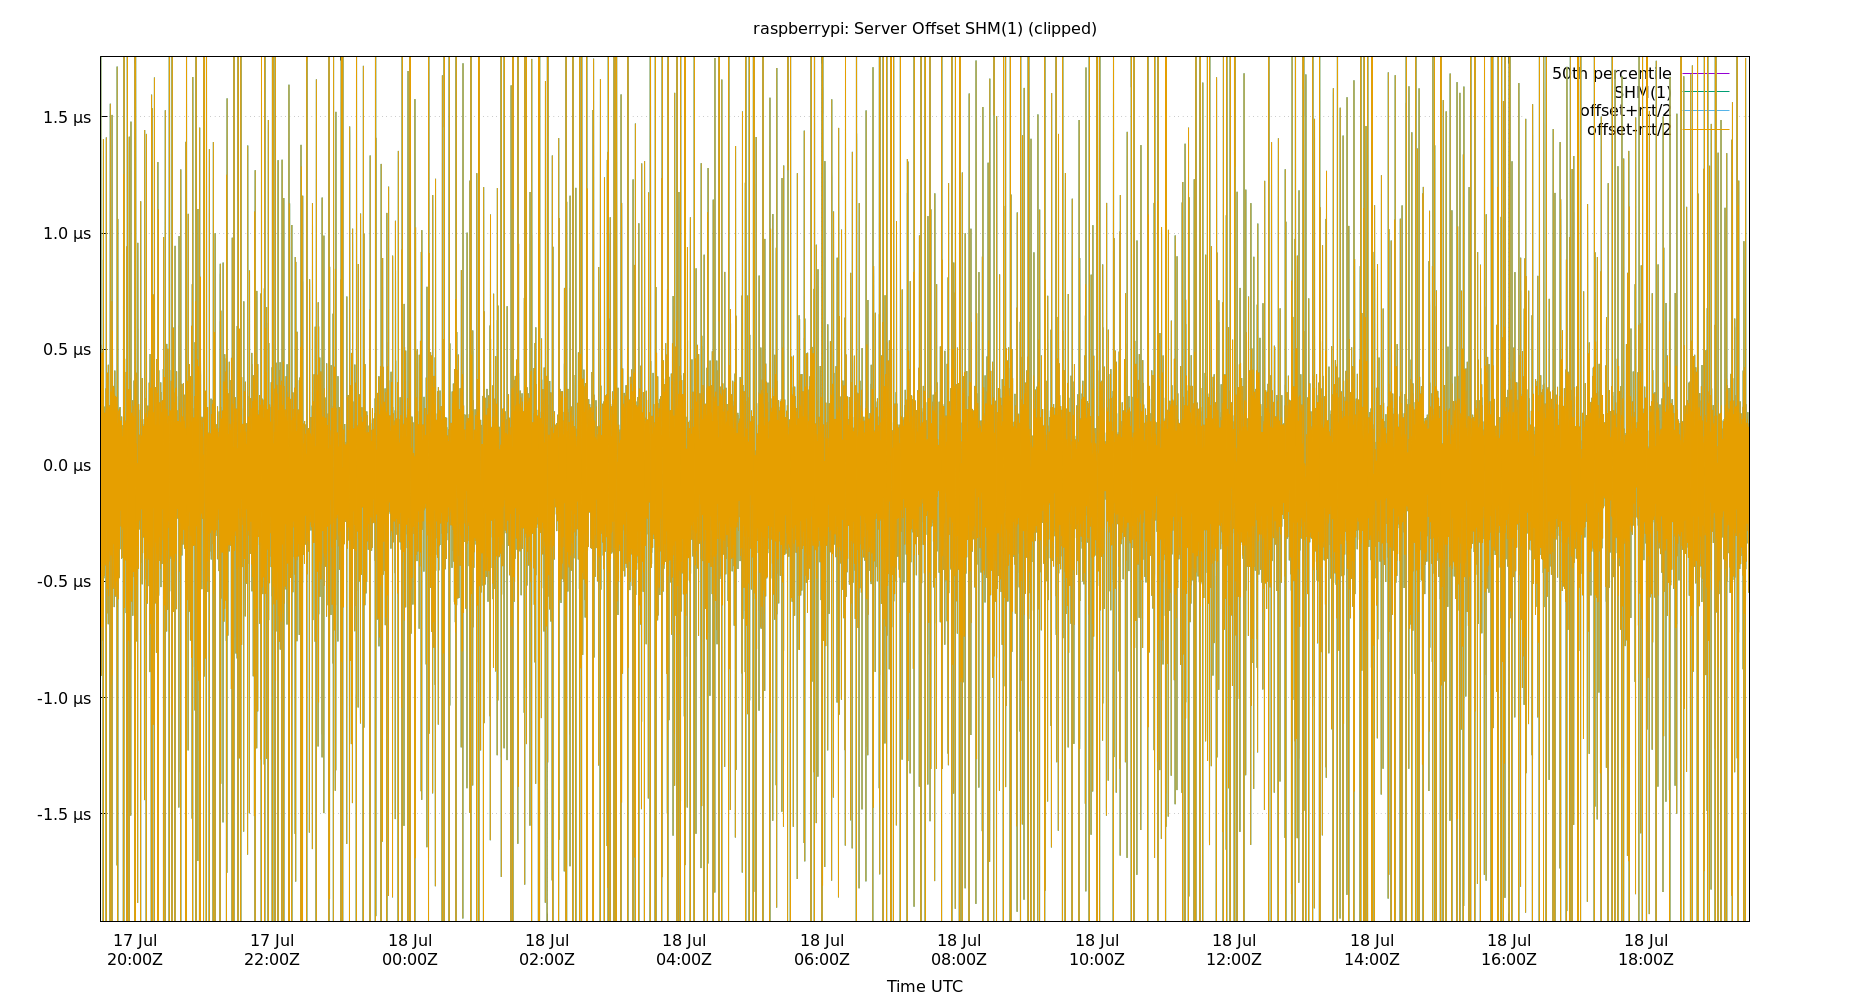 raspberrypi: Server Offset SHM(1) (clipped)
50th percentile
SHM(1)
offset+rtt/2
offset-rtt/2
1.5 µs
1.0 µs
0.5 µs
0.0 µs
-0.5 µs
-1.0 µs
-1.5 µs
17 Jul 17 Jul 18 Jul 18 Jul 18 Jul 18 Jul 18 Jul 18 Jul 18 Jul 18 Jul 18 Jul 18 Jul
20:00Z 22:00Z 00:00Z 02:00Z 04:00Z 06:00Z 08:00Z 10:00Z 12:00Z 14:00Z 16:00Z 18:00Z
Time UTC